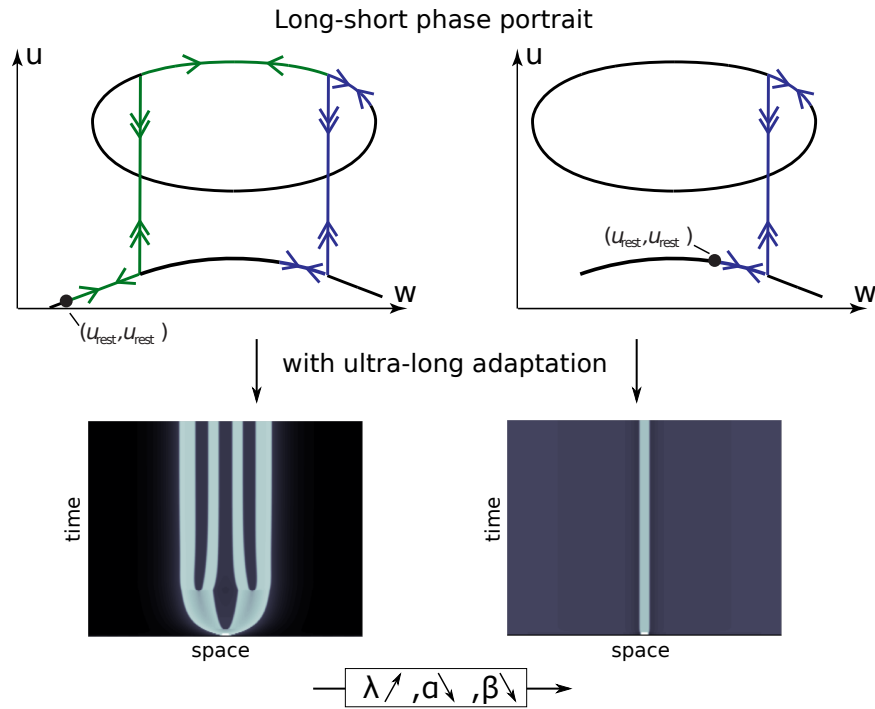 Long-short phase portrait
u
u
(u_rest,u_rest )
w
w
(u_rest,u_rest )
with ultra-long adaptation
time
time
space
space
λ ↗ ,α↘ ,β↘